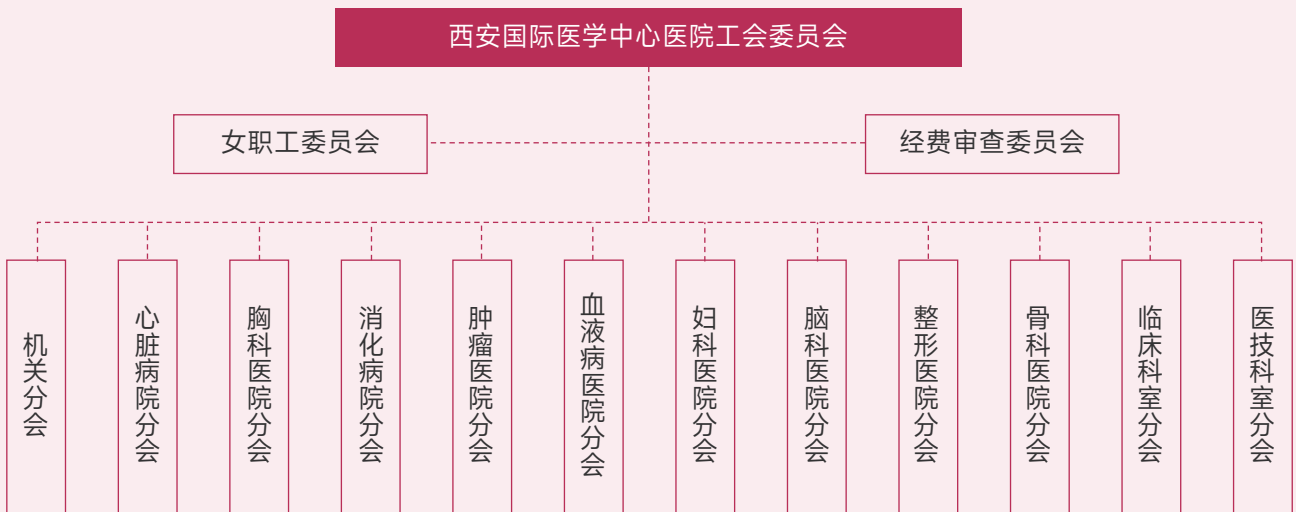 西安国际医学中心医院工会委员会
女职工委员会
经费审查委员会
机关分会
心脏病院分会
胸科医院分会
消化病院分会
肿瘤医院分会
血液病医院分会
妇科医院分会
脑科医院分会
整形医院分会
骨科医院分会
临床科室分会
医技科室分会